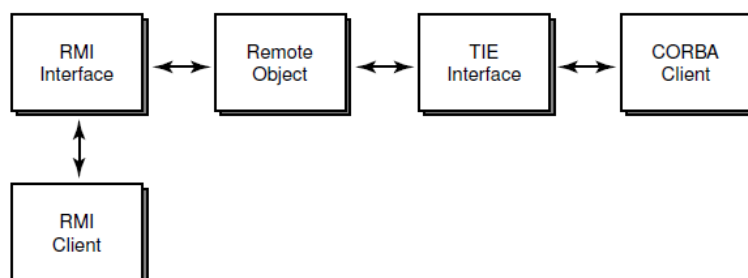 RMI
Interface
Remote
Object
TIE
Interface
CORBA
Client
RMI
Client